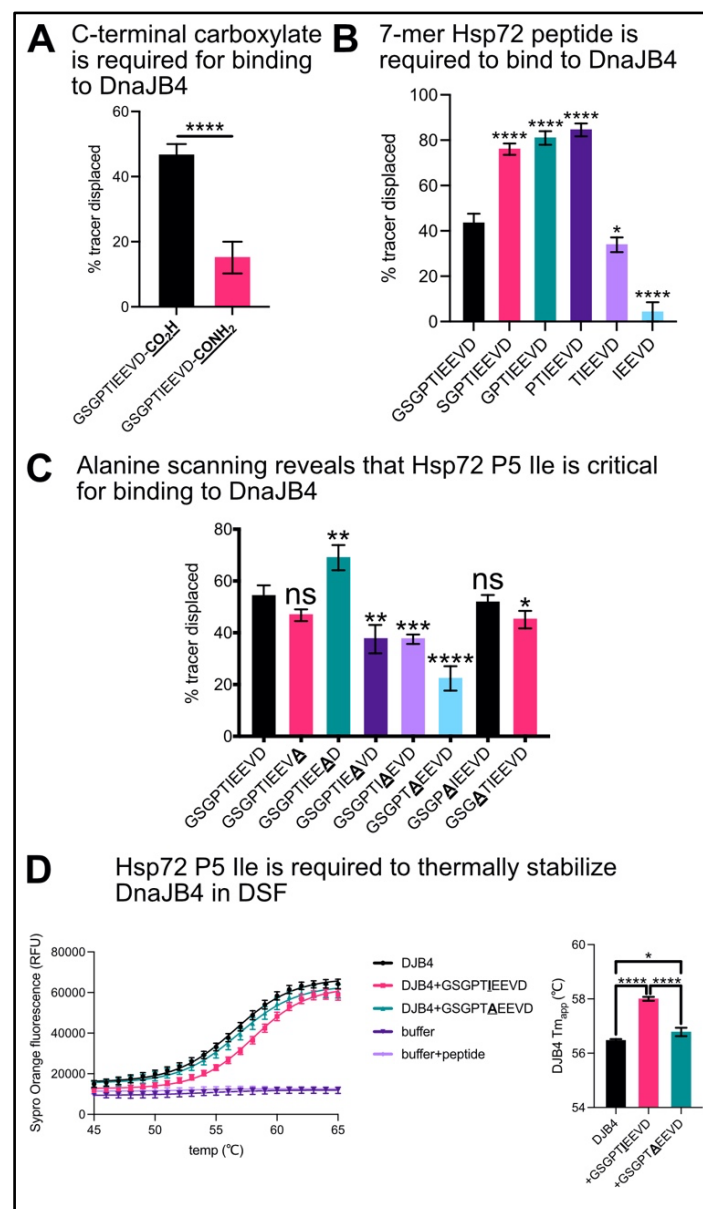 A C-terminal carboxylate
is required for binding
to DnaJB4
% tracer displaced
60
40
20
0
****
GSGPTIEEVD-CO₂H
GSGPTIEEVD-CONH₂
B 7-mer Hsp72 peptide is
required to bind to DnaJB4
% tracer displaced
100
80
60
40
20
0
****
****
****
*
****
GSGPTIEEVD
SGPTIEEVD
GPTIEEVD
PTIEEVD
TIEEVD
IEEVD
C Alanine scanning reveals that Hsp72 P5 Ile is critical
for binding to DnaJB4
% tracer displaced
80
60
40
20
0
ns
**
**
***
****
ns
*
GSGPTIEEVD
GSGPTIEEVA
GSGPTIEEAD
GSGPTIEAVD
GSGPTIAEVD
GSGPTAEEVD
GSGPAIEEVD
GSGATIEEVD
D Hsp72 P5 Ile is required to thermally stabilize
DnaJB4 in DSF
Sypro Orange fluorescence (RFU)
80000
60000
40000
20000
0
45 50 55 60 65
temp (℃)
DJB4
DJB4+GSGPTIEEVD
DJB4+GSGPTAEEVD
buffer
buffer+peptide
DJB4 Tmapp (℃)
60
58
56
54
*
**** ****
DJB4
+GSGPTIEEVD
+GSGPTAEEVD